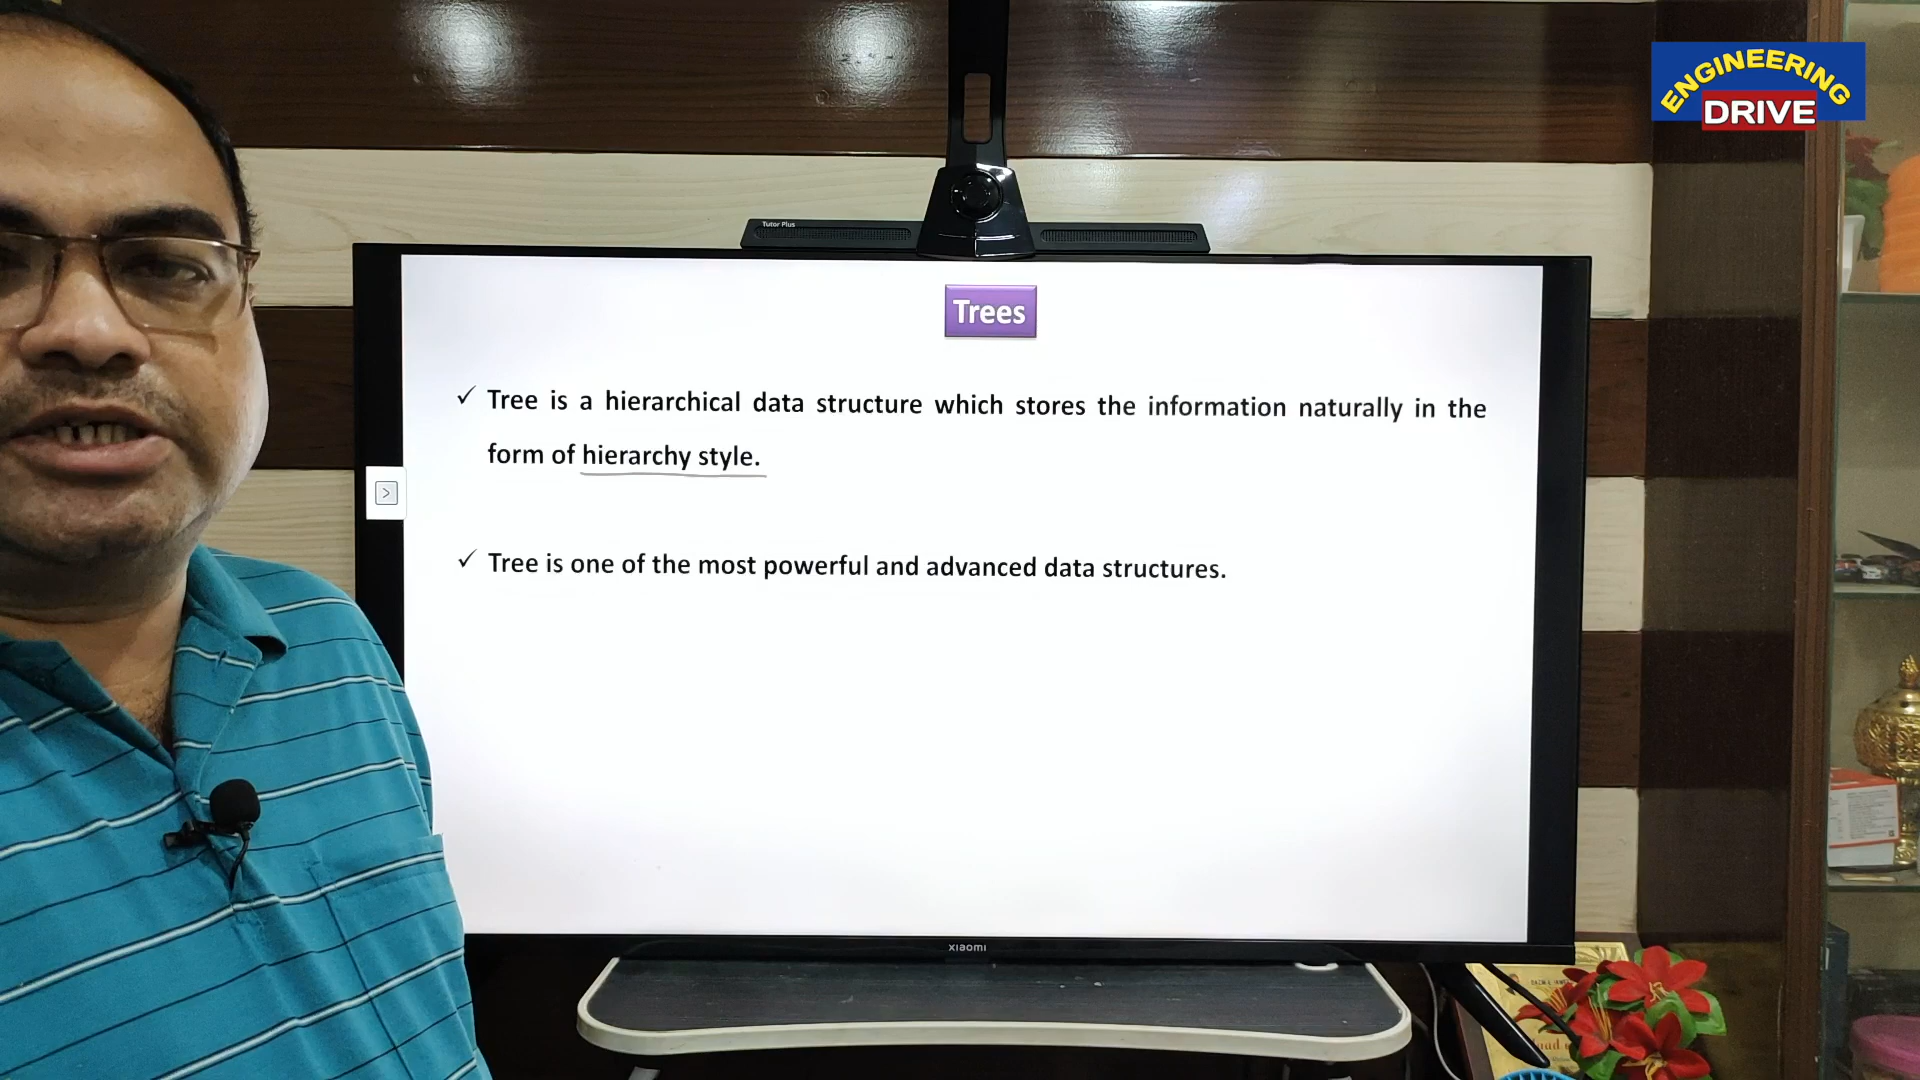 ENGINEERING
DRIVE
Tutor Plus
Trees
✓ Tree is a hierarchical data structure which stores the information naturally in the
form of hierarchy style.
✓ Tree is one of the most powerful and advanced data structures.
xiaomi